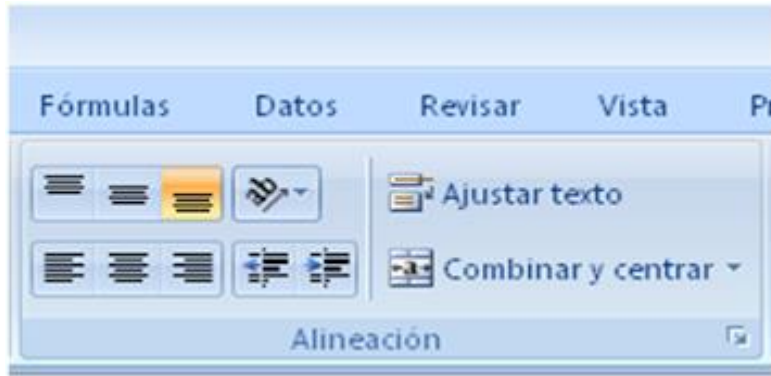 Fórmulas Datos Revisar Vista
Ajustar texto
Combinar y centrar
Alineación